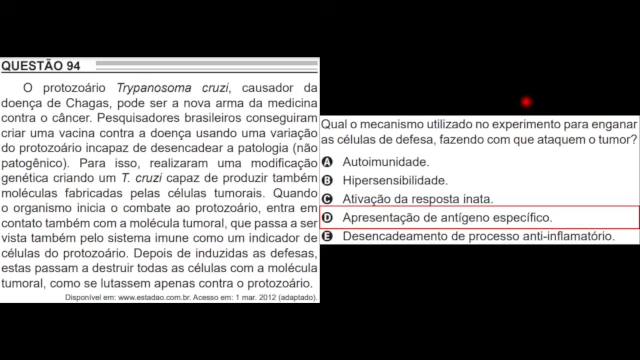 QUESTÃO 94
O protozoário Trypanosoma cruzi, causador da
doença de Chagas, pode ser a nova arma da medicina
contra o câncer. Pesquisadores brasileiros conseguiram
criar uma vacina contra a doença usando uma variação
do protozoário incapaz de desencadear a patologia (não
patogênico). Para isso, realizaram uma modificação
genética criando um T. cruzi capaz de produzir também
moléculas fabricadas pelas células tumorais. Quando
o organismo inicia o combate ao protozoário, entra em
contato também com a molécula tumoral, que passa a ser
vista também pelo sistema imune como um indicador de
células do protozoário. Depois de induzidas as defesas,
estas passam a destruir todas as células com a molécula
tumoral, como se lutassem apenas contra o protozoário.
Disponível em: www.estadao.com.br. Acesso em: 1 mar. 2012 (adaptado).
Qual o mecanismo utilizado no experimento para enganar
as células de defesa, fazendo com que ataquem o tumor?
A Autoimunidade.
B Hipersensibilidade.
C Ativação da resposta inata.
D Apresentação de antígeno específico.
E Desencadeamento de processo anti-inflamatório.